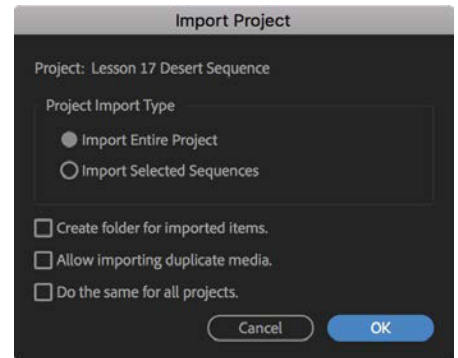 Import Project
Project: Lesson 17 Desert Sequence
Project Import Type
Import Entire Project
Import Selected Sequences
Create folder for imported items.
Allow importing duplicate media.
Do the same for all projects.
Cancel OK